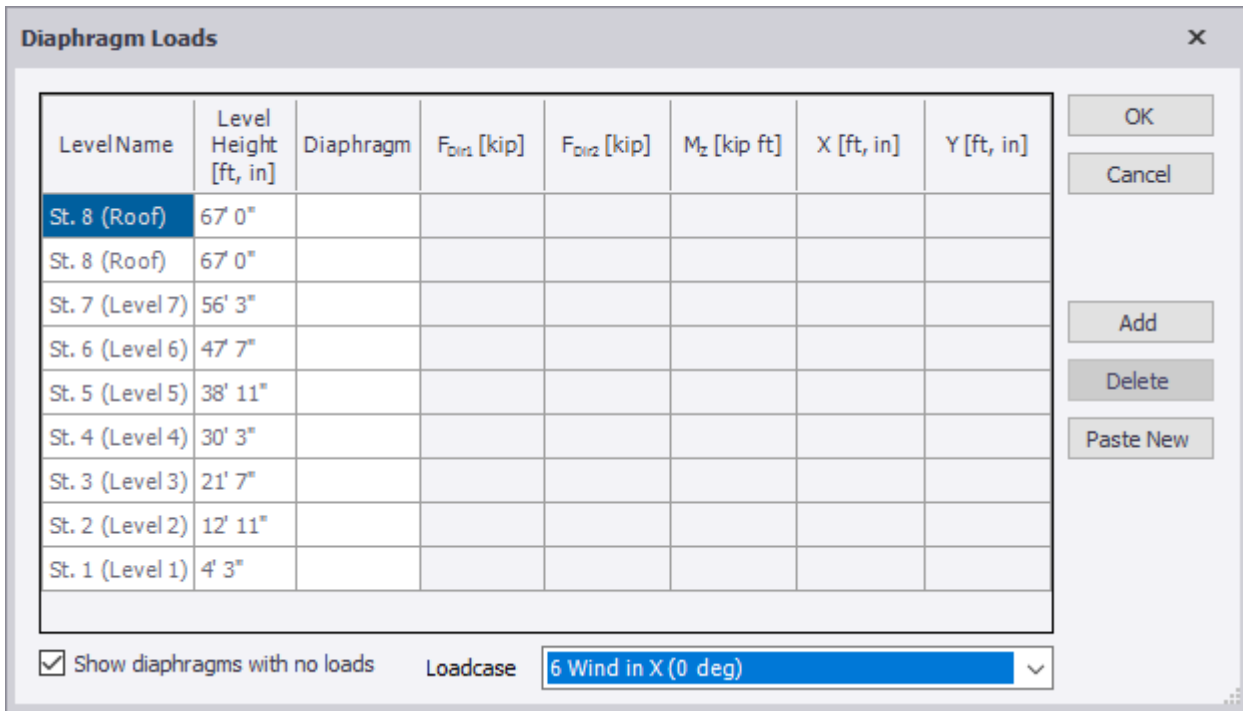 Diaphragm Loads
Level Name Level Height [ft, in] Diaphragm FDir1 [kip] FDir2 [kip] MZ [kip ft] X [ft, in] Y [ft, in]
St. 8 (Roof) 67' 0"
St. 8 (Roof) 67' 0"
St. 7 (Level 7) 56' 3"
St. 6 (Level 6) 47' 7"
St. 5 (Level 5) 38' 11"
St. 4 (Level 4) 30' 3"
St. 3 (Level 3) 21' 7"
St. 2 (Level 2) 12' 11"
St. 1 (Level 1) 4' 3"
OK
Cancel
Add
Delete
Paste New
Show diaphragms with no loads Loadcase 6 Wind in X (0 deg)